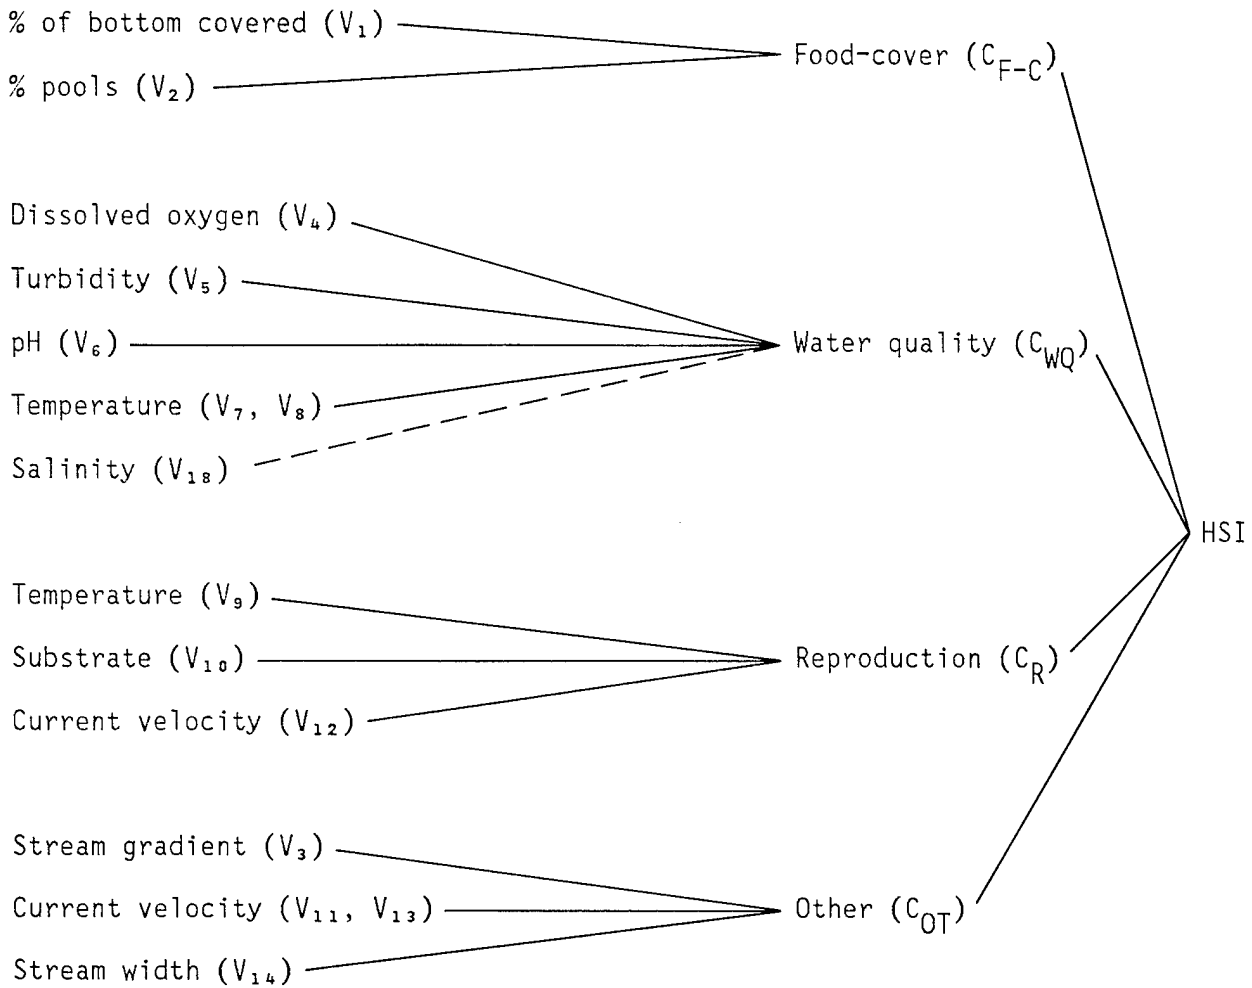 % of bottom covered (V₁)
Food-cover (C_F-C)
% pools (V₂)
Dissolved oxygen (V₄)
Turbidity (V₅)
pH (V₆)
Water quality (C_WQ)
Temperature (V₇, V₈)
Salinity (V₁₈)
HSI
Temperature (V₉)
Substrate (V₁₀)
Reproduction (C_R)
Current velocity (V₁₂)
Stream gradient (V₃)
Current velocity (V₁₁, V₁₃)
Other (C_OT)
Stream width (V₁₄)